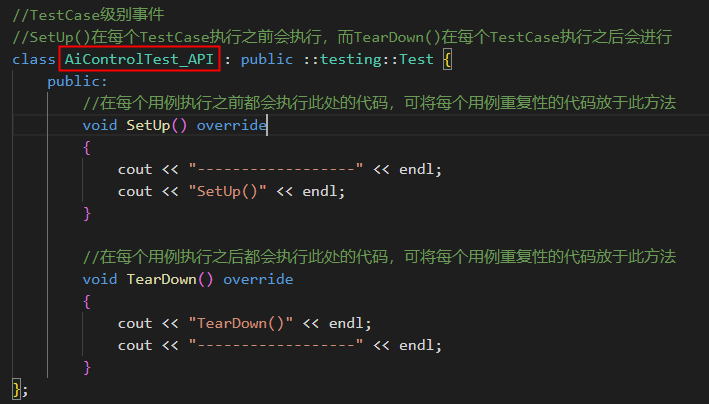 //TestCase级别事件
//SetUp()在每个TestCase执行之前会执行，而TearDown()在每个TestCase执行之后会进行
class AiControlTest_API : public ::testing::Test {
    public:
        //在每个用例执行之前都会执行此处的代码，可将每个用例重复性的代码放于此方法
        void SetUp() override
        {
            cout << "------------------" << endl;
            cout << "SetUp()" << endl;
        }
        //在每个用例执行之后都会执行此处的代码，可将每个用例重复性的代码放于此方法
        void TearDown() override
        {
            cout << "TearDown()" << endl;
            cout << "------------------" << endl;
        }
};